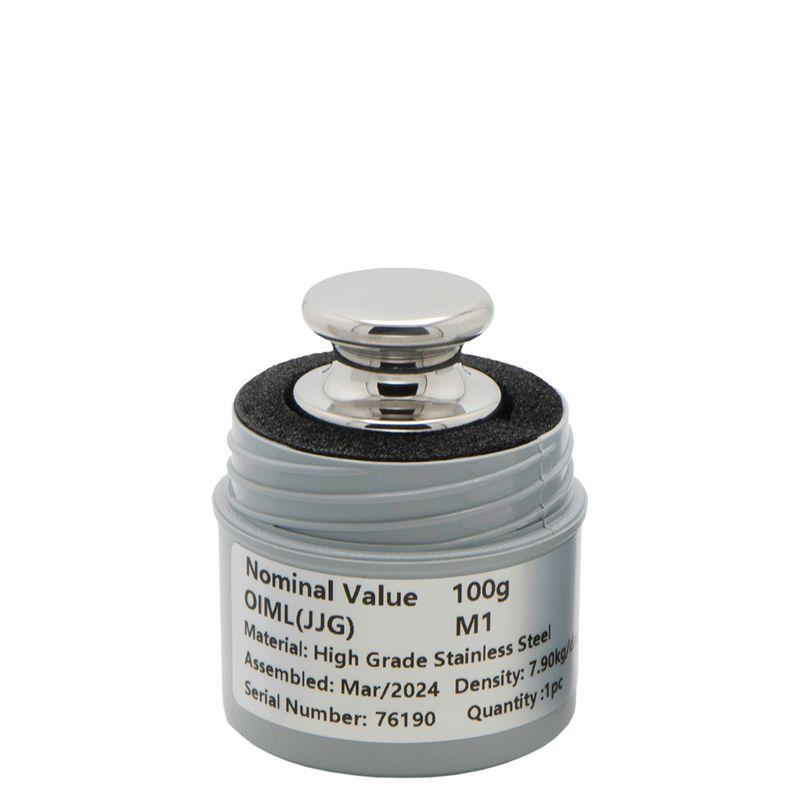 Nominal Value 100g
OIML(JJG) M1
Material: High Grade Stainless Steel
Assembled: Mar/2024 Density: 7.90kg/
Serial Number: 76190 Quantity :1pc